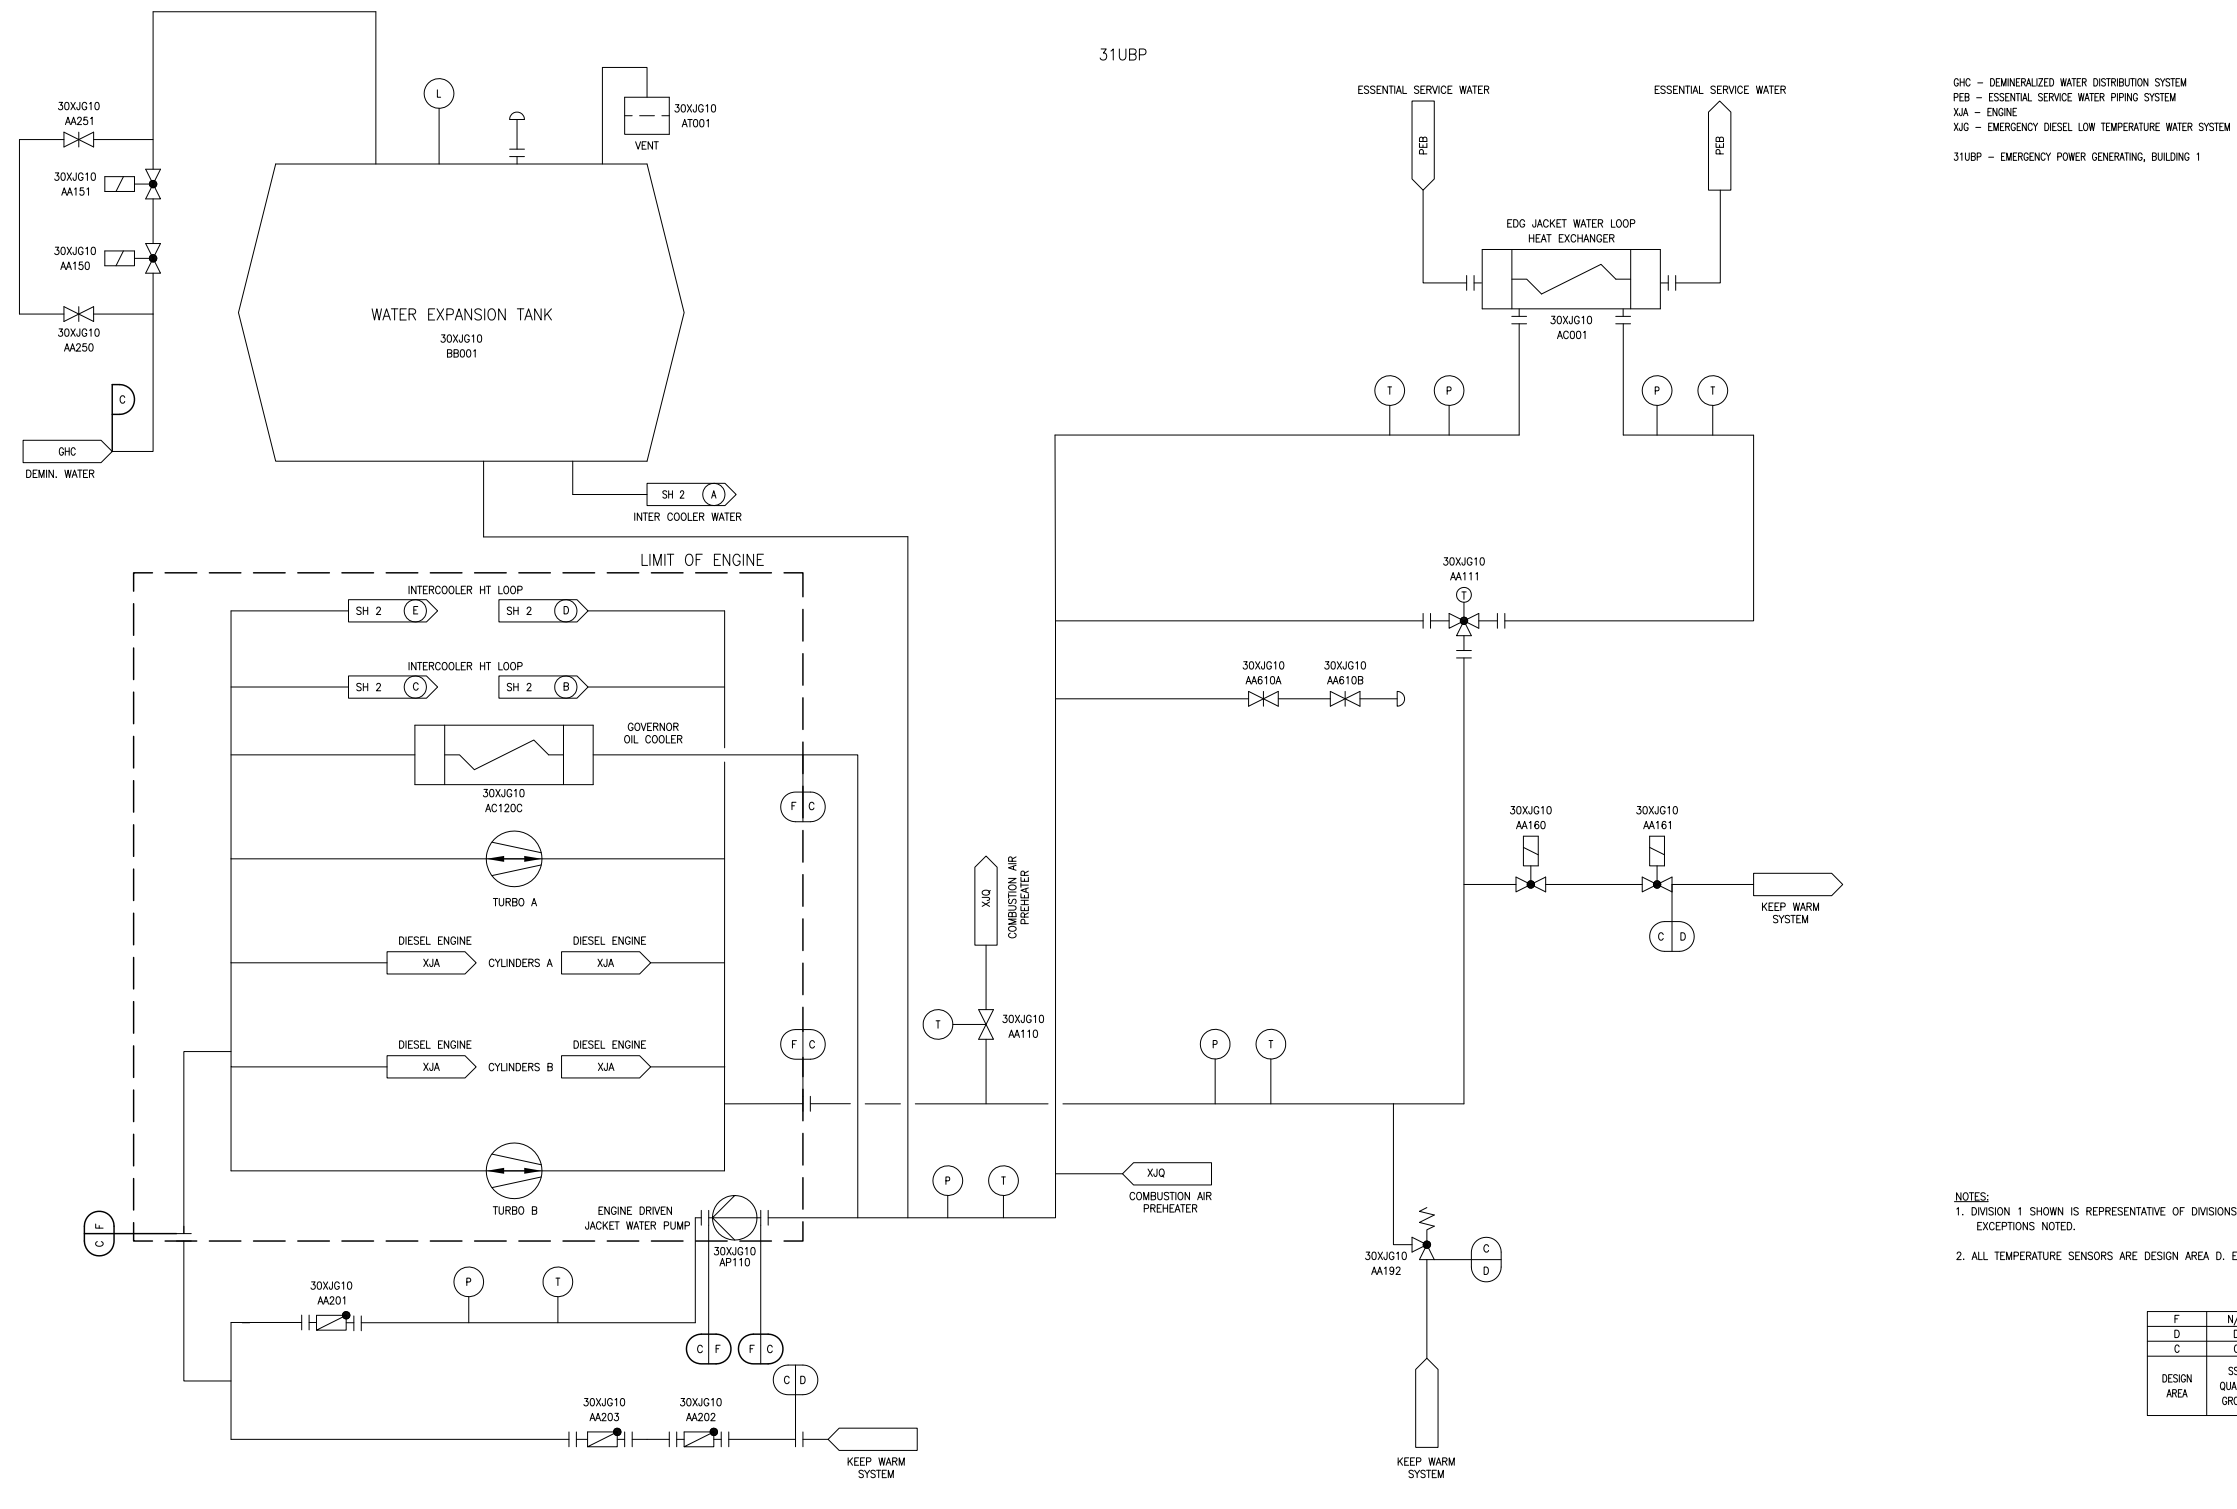 31UBP
30XJG10
AA251
30XJG10
AA151
30XJG10
AA150
30XJG10
AA250
C
GHC
DEMIN. WATER
L
30XJG10
AT001
VENT
WATER EXPANSION TANK
30XJG10
BB001
SH 2 A
INTER COOLER WATER
ESSENTIAL SERVICE WATER
PEB
ESSENTIAL SERVICE WATER
PEB
EDG JACKET WATER LOOP
HEAT EXCHANGER
30XJG10
AC001
T
P
P
T
GHC – DEMINERALIZED WATER DISTRIBUTION SYSTEM
PEB – ESSENTIAL SERVICE WATER PIPING SYSTEM
XJA – ENGINE
XJG – EMERGENCY DIESEL LOW TEMPERATURE WATER SYSTEM
31UBP – EMERGENCY POWER GENERATING, BUILDING 1
LIMIT OF ENGINE
INTERCOOLER HT LOOP
SH 2 E
SH 2 D
INTERCOOLER HT LOOP
SH 2 C
SH 2 B
GOVERNOR
OIL COOLER
30XJG10
AC120C
F C
TURBO A
DIESEL ENGINE
XJA
CYLINDERS A
DIESEL ENGINE
XJA
DIESEL ENGINE
XJA
CYLINDERS B
DIESEL ENGINE
XJA
F C
TURBO B
ENGINE DRIVEN
JACKET WATER PUMP
30XJG10
AP110
C F
F C
C F
30XJG10
AA201
P
T
30XJG10
AA203
30XJG10
AA202
C D
KEEP WARM
SYSTEM
XJQ
COMBUSTION AIR
PREHEATER
T
30XJG10
AA110
P
T
30XJG10
AA111
T
30XJG10
AA610A
30XJG10
AA610B
30XJG10
AA160
30XJG10
AA161
C D
KEEP WARM
SYSTEM
P
T
XJQ
COMBUSTION AIR
PREHEATER
30XJG10
AA192
C
D
KEEP WARM
SYSTEM
NOTES:
1. DIVISION 1 SHOWN IS REPRESENTATIVE OF DIVISIONS
EXCEPTIONS NOTED.
2. ALL TEMPERATURE SENSORS ARE DESIGN AREA D.
F N/
D D
C
DESIGN
AREA